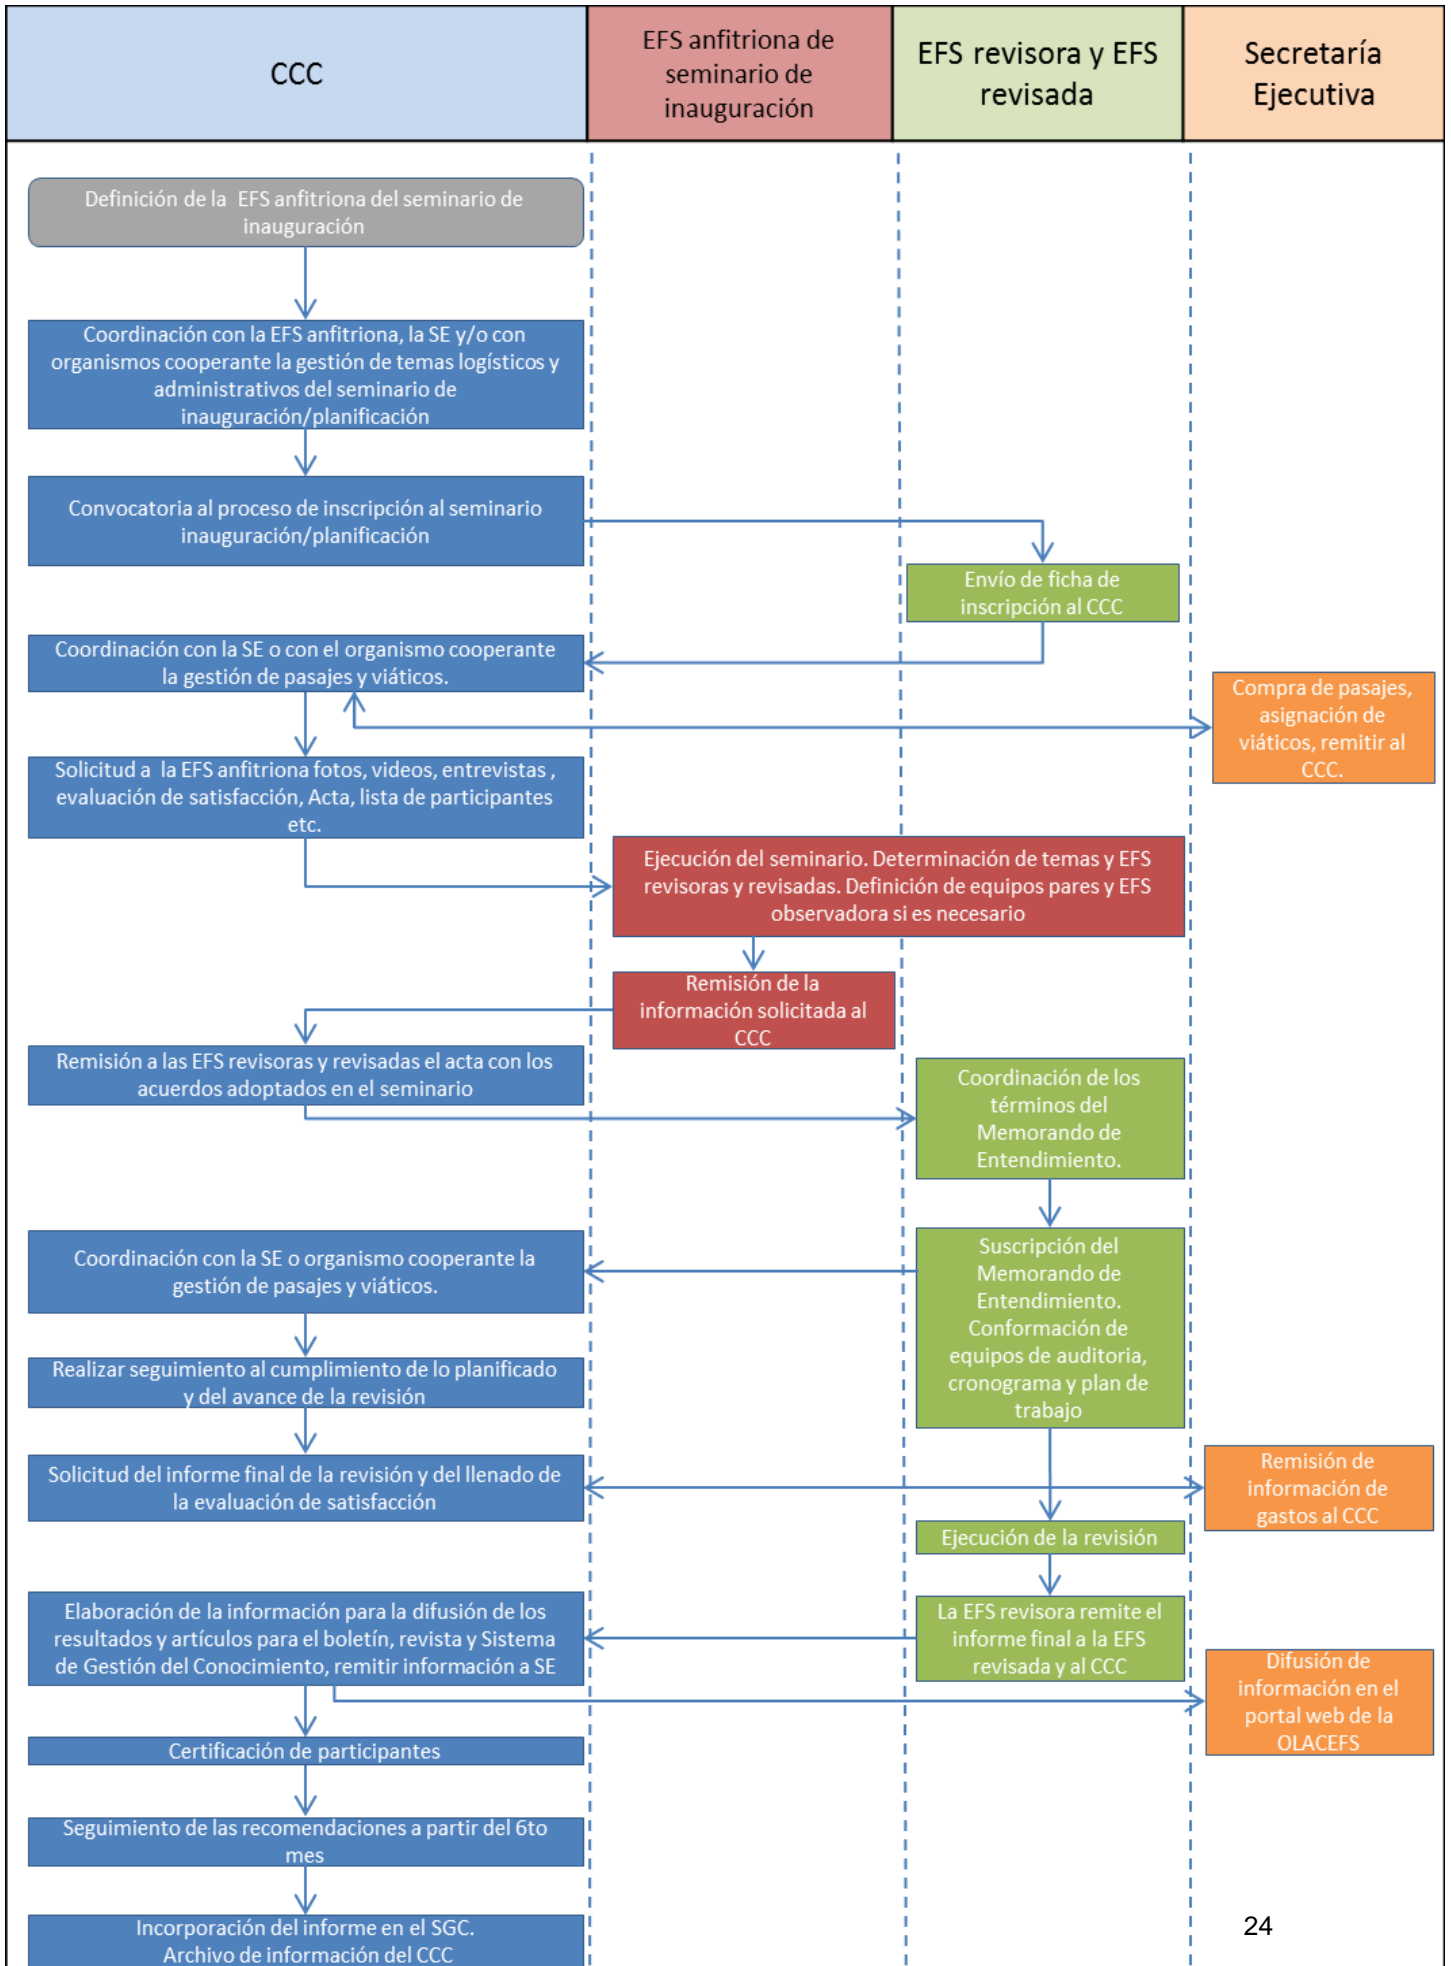 CCC
EFS anfitriona de
seminario de
inauguración
EFS revisora y EFS
revisada
Secretaría
Ejecutiva
Definición de la EFS anfitriona del seminario de
inauguración
Coordinación con la EFS anfitriona, la SE y/o con
organismos cooperante la gestión de temas logísticos y
administrativos del seminario de
inauguración/planificación
Convocatoria al proceso de inscripción al seminario
inauguración/planificación
Envío de ficha de
inscripción al CCC
Coordinación con la SE o con el organismo cooperante
la gestión de pasajes y viáticos.
Compra de pasajes,
asignación de
viáticos, remitir al
CCC.
Solicitud a la EFS anfitriona fotos, videos, entrevistas ,
evaluación de satisfacción, Acta, lista de participantes
etc.
Ejecución del seminario. Determinación de temas y EFS
revisoras y revisadas. Definición de equipos pares y EFS
observadora si es necesario
Remisión de la
información solicitada al
CCC
Remisión a las EFS revisoras y revisadas el acta con los
acuerdos adoptados en el seminario
Coordinación de los
términos del
Memorando de
Entendimiento.
Coordinación con la SE o organismo cooperante la
gestión de pasajes y viáticos.
Suscripción del
Memorando de
Entendimiento.
Conformación de
equipos de auditoria,
cronograma y plan de
trabajo
Realizar seguimiento al cumplimiento de lo planificado
y del avance de la revisión
Solicitud del informe final de la revisión y del llenado de
la evaluación de satisfacción
Remisión de
información de
gastos al CCC
Ejecución de la revisión
Elaboración de la información para la difusión de los
resultados y artículos para el boletín, revista y Sistema
de Gestión del Conocimiento, remitir información a SE
La EFS revisora remite el
informe final a la EFS
revisada y al CCC
Difusión de
información en el
portal web de la
OLACEFS
Certificación de participantes
Seguimiento de las recomendaciones a partir del 6to
mes
Incorporación del informe en el SGC.
Archivo de información del CCC
24